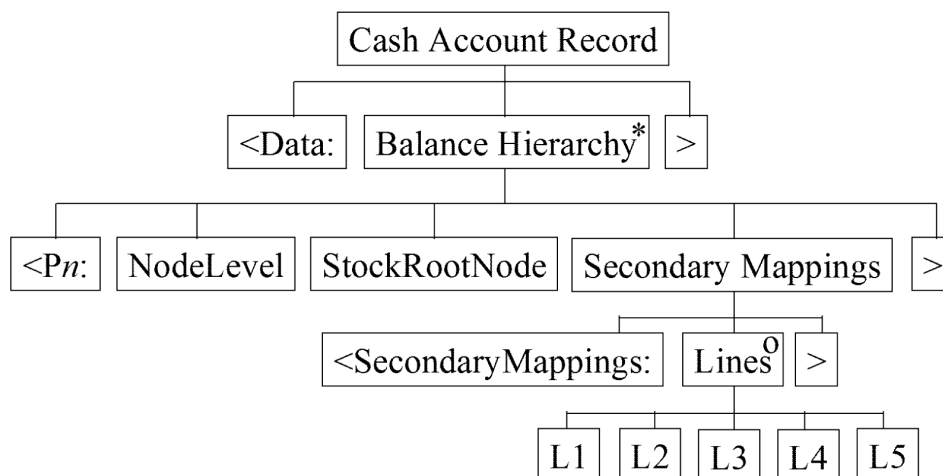 Cash Account Record
<Data: Balance Hierarchy* >
<Pn: NodeLevel StockRootNode Secondary Mappings >
<SecondaryMappings: Lines° >
L1 L2 L3 L4 L5